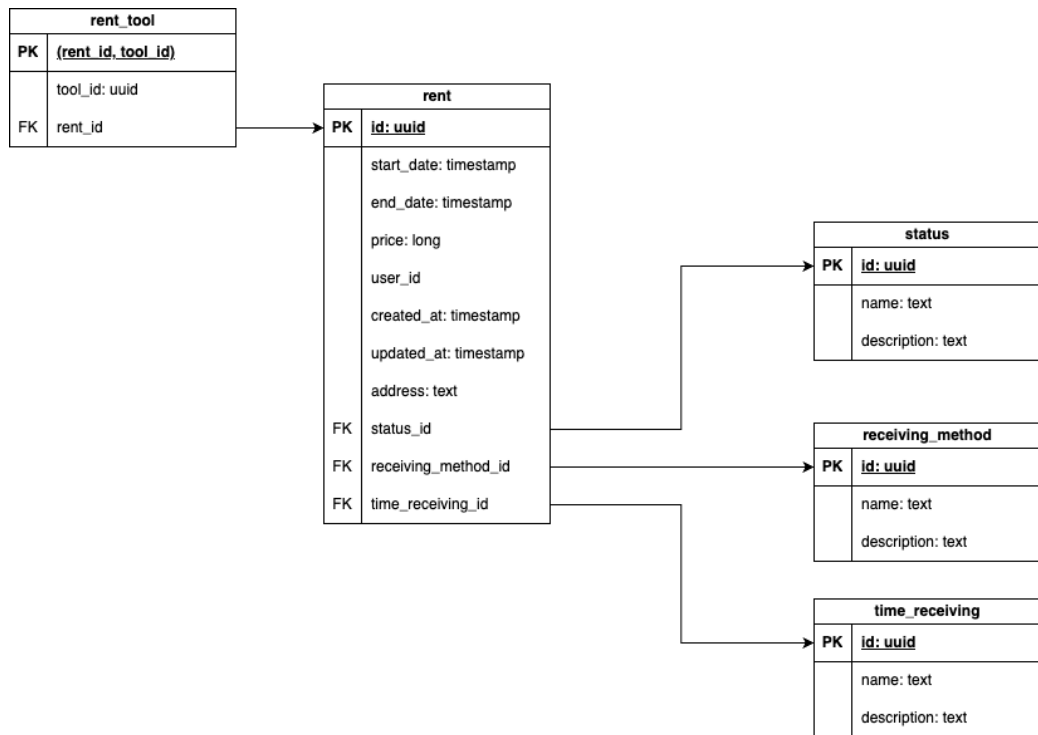 rent_tool
PK (rent_id, tool_id)
tool_id: uuid
FK rent_id
rent
PK id: uuid
start_date: timestamp
end_date: timestamp
price: long
user_id
created_at: timestamp
updated_at: timestamp
address: text
FK status_id
FK receiving_method_id
FK time_receiving_id
status
PK id: uuid
name: text
description: text
receiving_method
PK id: uuid
name: text
description: text
time_receiving
PK id: uuid
name: text
description: text